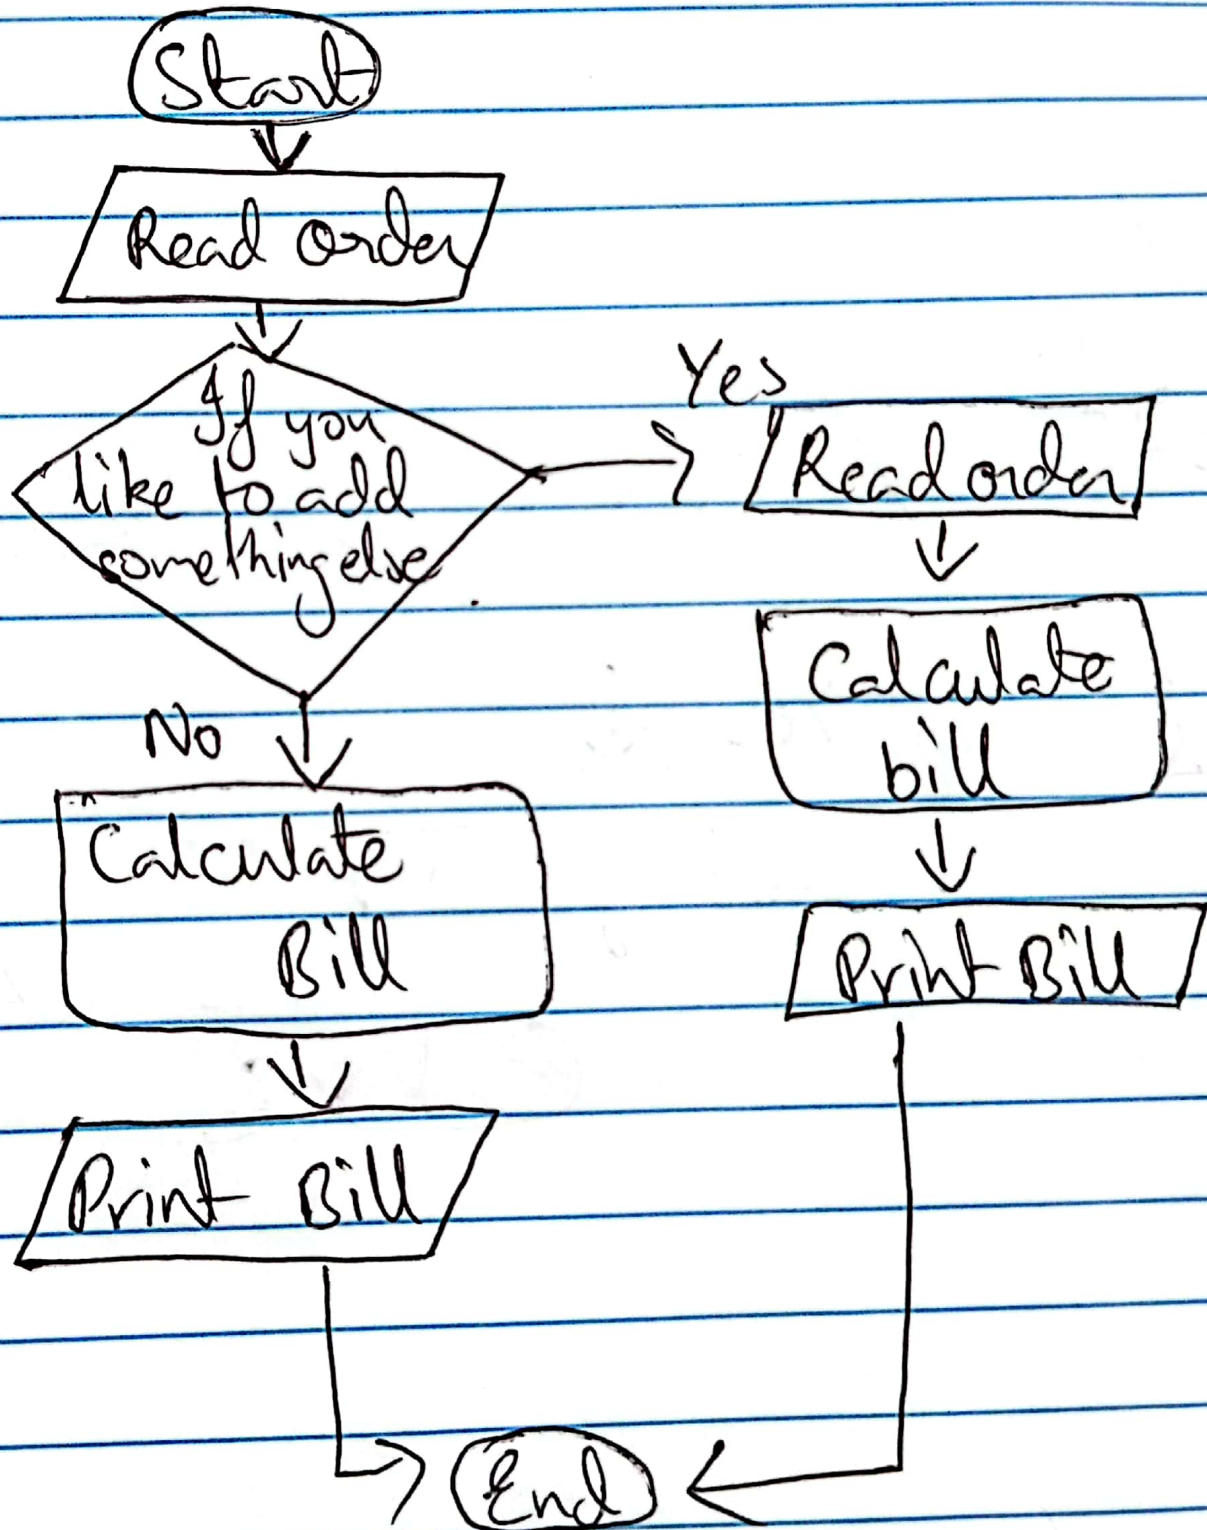 Start
Read order
If you
like to add
something else
Yes
Read order
Calculate
bill
Print Bill
No
Calculate
Bill
Print Bill
End